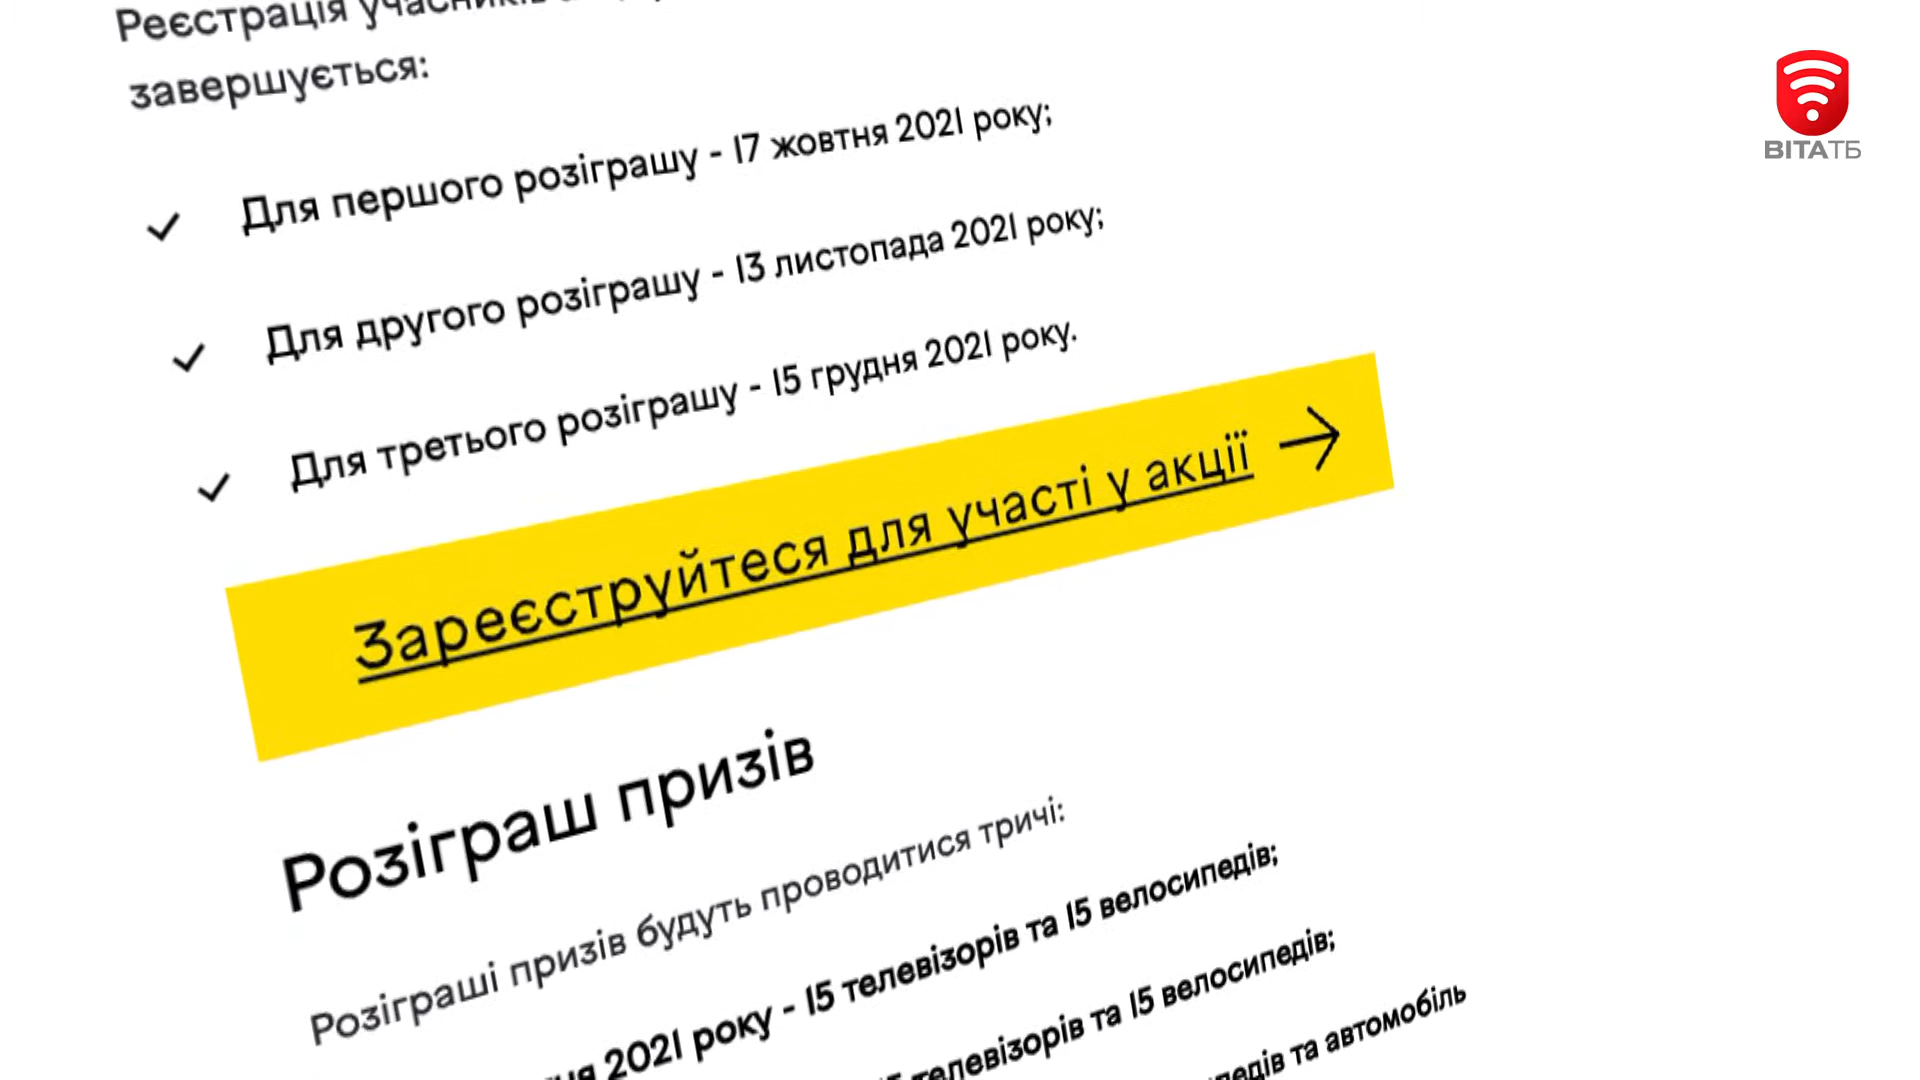 Реєстрація учасників
завершується:
Для першого розіграшу - 17 жовтня 2021 року;
Для другого розіграшу - 13 листопада 2021 року;
Для третього розіграшу - 15 грудня 2021 року.
Зареєструйтеся для участі у акції →
Розіграш призів
Розіграші призів будуть проводитися тричі:
2021 року - 15 телевізорів та 15 велосипедів;
телевізорів та 15 велосипедів;
та автомобіль
ВІТАТБ